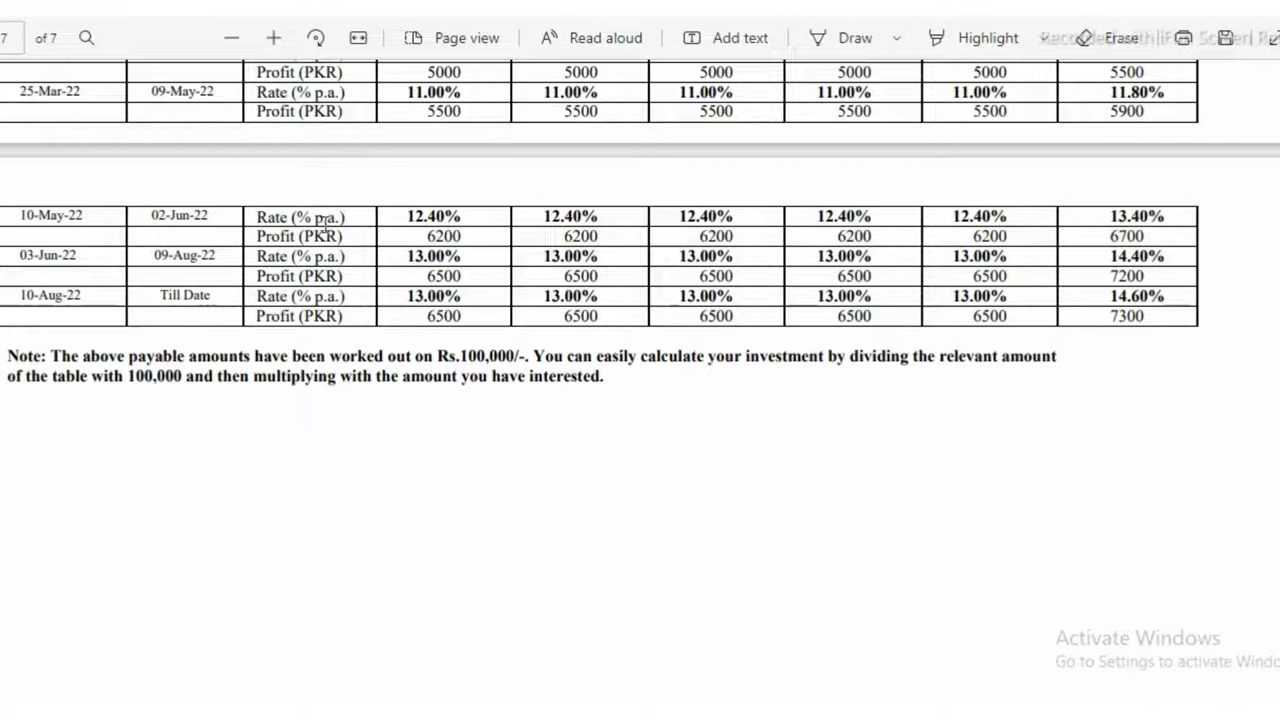 7 of 7 Page view Read aloud Add text Draw Highlight Erase
Profit (PKR) 5000 5000 5000 5000 5000 5500
25-Mar-22 09-May-22 Rate (% p.a.) 11.00% 11.00% 11.00% 11.00% 11.00% 11.80%
Profit (PKR) 5500 5500 5500 5500 5500 5900
10-May-22 02-Jun-22 Rate (% p.a.) 12.40% 12.40% 12.40% 12.40% 12.40% 13.40%
Profit (PKR) 6200 6200 6200 6200 6200 6700
03-Jun-22 09-Aug-22 Rate (% p.a.) 13.00% 13.00% 13.00% 13.00% 13.00% 14.40%
Profit (PKR) 6500 6500 6500 6500 6500 7200
10-Aug-22 Till Date Rate (% p.a.) 13.00% 13.00% 13.00% 13.00% 13.00% 14.60%
Profit (PKR) 6500 6500 6500 6500 6500 7300
Note: The above payable amounts have been worked out on Rs.100,000/-. You can easily calculate your investment by dividing the relevant amount
of the table with 100,000 and then multiplying with the amount you have interested.
Activate Windows
Go to Settings to activate Windo